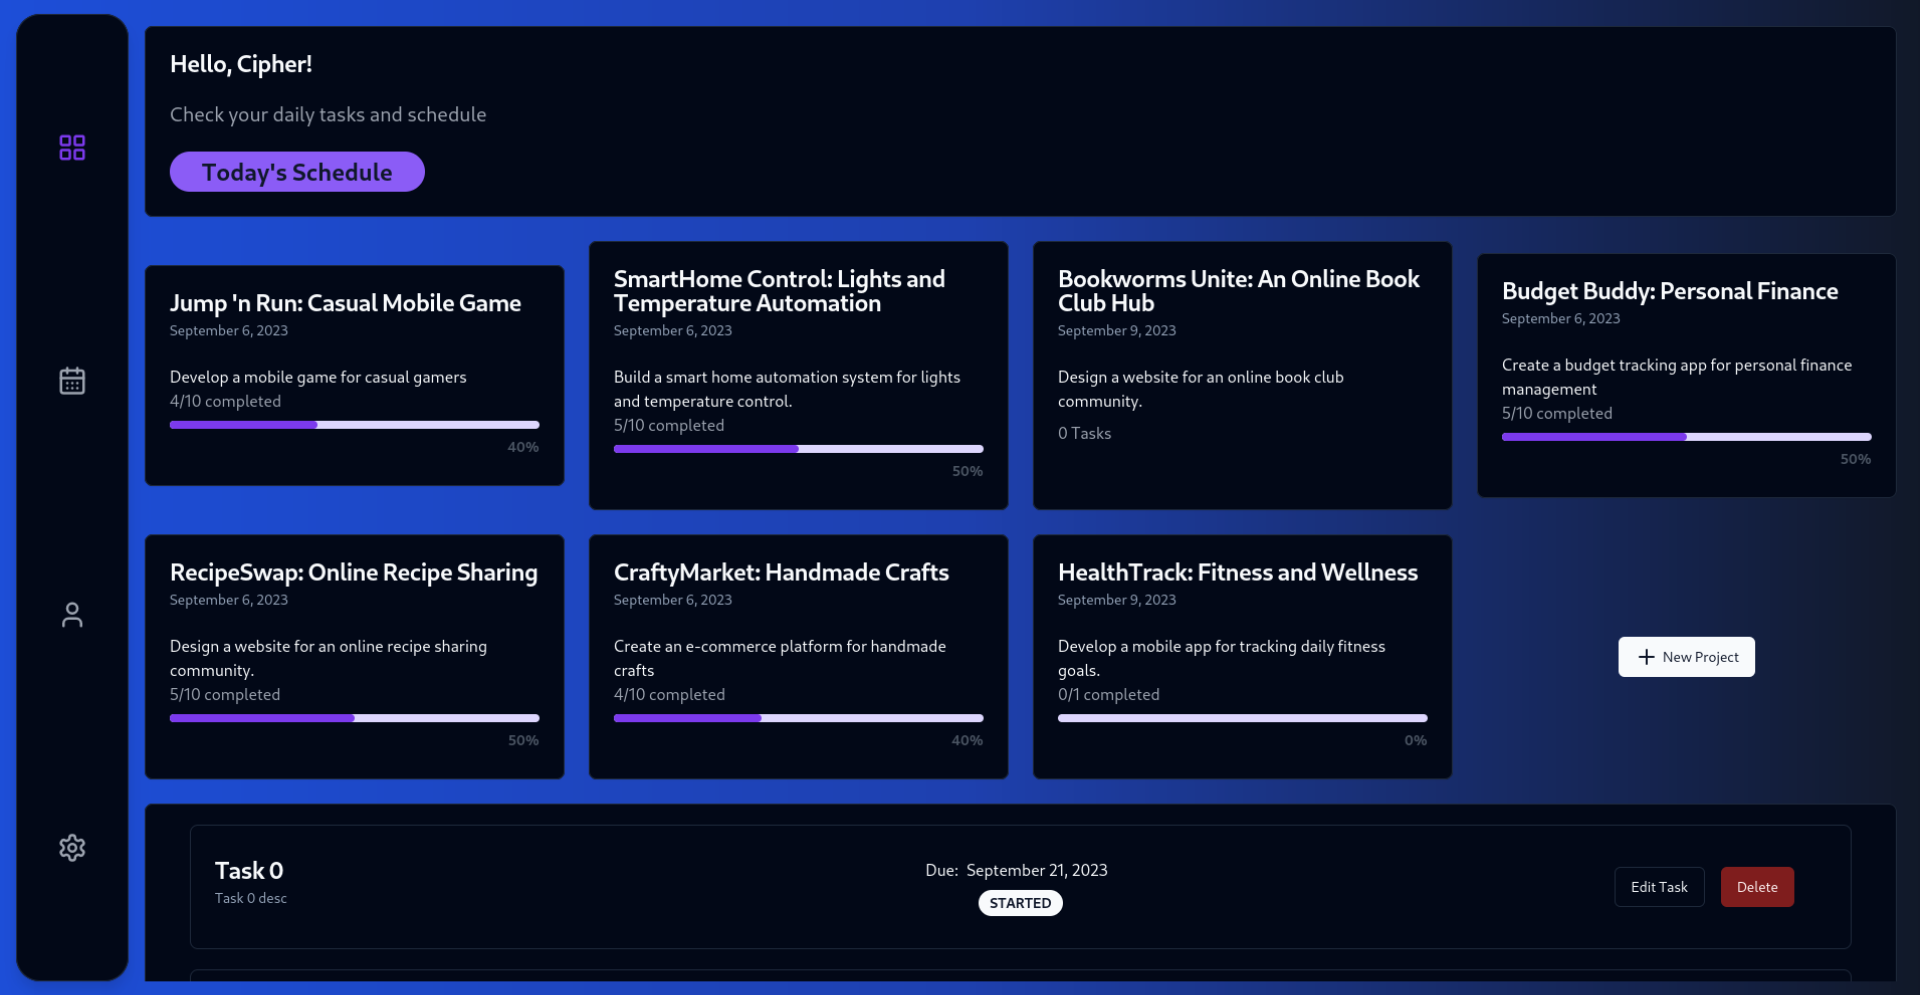 Hello, Cipher!
Check your daily tasks and schedule
Today's Schedule
Jump 'n Run: Casual Mobile Game
September 6, 2023
Develop a mobile game for casual gamers
4/10 completed
40%
SmartHome Control: Lights and
Temperature Automation
September 6, 2023
Build a smart home automation system for lights
and temperature control.
5/10 completed
50%
Bookworms Unite: An Online Book
Club Hub
September 9, 2023
Design a website for an online book club
community.
0 Tasks
Budget Buddy: Personal Finance
September 6, 2023
Create a budget tracking app for personal finance
management
5/10 completed
50%
RecipeSwap: Online Recipe Sharing
September 6, 2023
Design a website for an online recipe sharing
community.
5/10 completed
50%
CraftyMarket: Handmade Crafts
September 6, 2023
Create an e-commerce platform for handmade
crafts
4/10 completed
40%
HealthTrack: Fitness and Wellness
September 9, 2023
Develop a mobile app for tracking daily fitness
goals.
0/1 completed
0%
New Project
Task 0
Task 0 desc
Due: September 21, 2023
STARTED
Edit Task
Delete